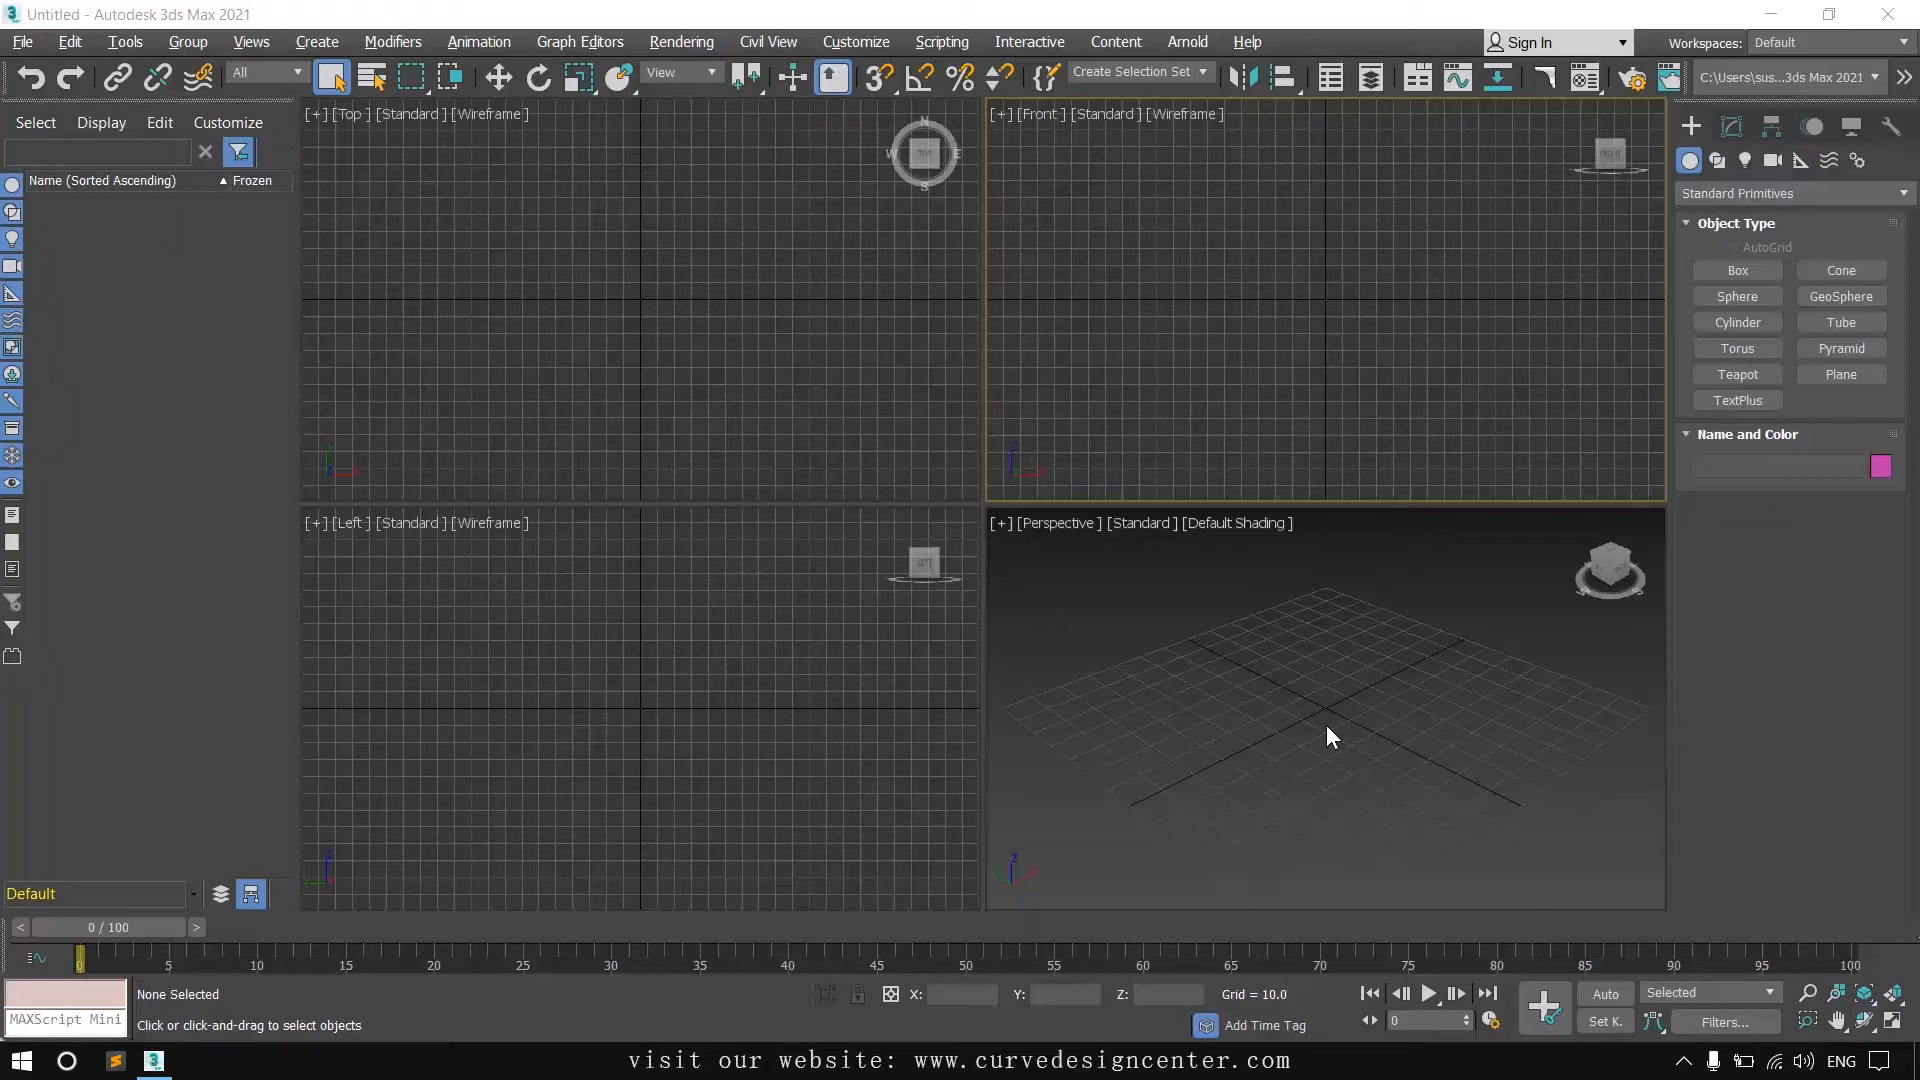 Untitled - Autodesk 3ds Max 2021
File Edit Tools Group Views Create Modifiers Animation Graph Editors Rendering Civil View Customize Scripting Interactive Content Arnold Help Sign In Workspaces: Default
All View Create Selection Set C:\Users\sus...3ds Max 2021
Select Display Edit Customize
Name (Sorted Ascending) Frozen
[+] [Top ] [Standard ] [Wireframe ]
N
W TOP E
S
[+] [Front ] [Standard ] [Wireframe ]
FRONT
[+] [Left ] [Standard ] [Wireframe ]
LEFT
[+] [Perspective ] [Standard ] [Default Shading ]
Standard Primitives
Object Type
AutoGrid
Box Cone
Sphere GeoSphere
Cylinder Tube
Torus Pyramid
Teapot Plane
TextPlus
Name and Color
Default
< 0 / 100 >
0 5 10 15 20 25 30 35 40 45 50 55 60 65 70 75 80 85 90 95 100
None Selected X: Y: Z: Grid = 10.0 Auto Selected
MAXScript Mini Click or click-and-drag to select objects Add Time Tag 0 Set K. Filters...
visit our website: www.curvedesigncenter.com ENG